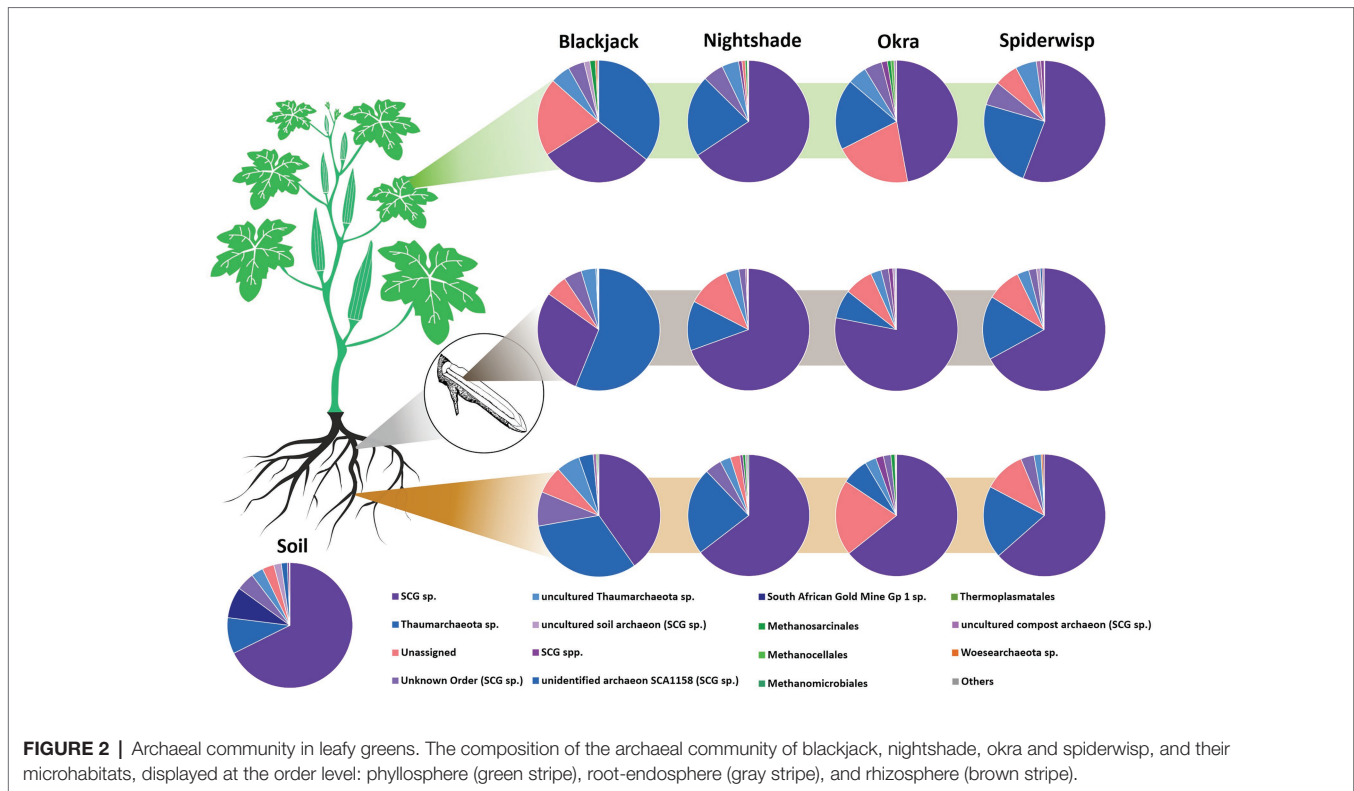 Blackjack
Nightshade
Okra
Spiderwisp
Soil
SCG sp.
Thaumarchaeota sp.
Unassigned
Unknown Order (SCG sp.)
uncultured Thaumarchaeota sp.
uncultured soil archaeon (SCG sp.)
SCG spp.
unidentified archaeon SCA1158 (SCG sp.)
South African Gold Mine Gp 1 sp.
Methanosarcinales
Methanocellales
Methanomicrobiales
Thermoplasmatales
uncultured compost archaeon (SCG sp.)
Woesearchaeota sp.
Others
FIGURE 2 | Archaeal community in leafy greens. The composition of the archaeal community of blackjack, nightshade, okra and spiderwisp, and their
microhabitats, displayed at the order level: phyllosphere (green stripe), root-endosphere (gray stripe), and rhizosphere (brown stripe).